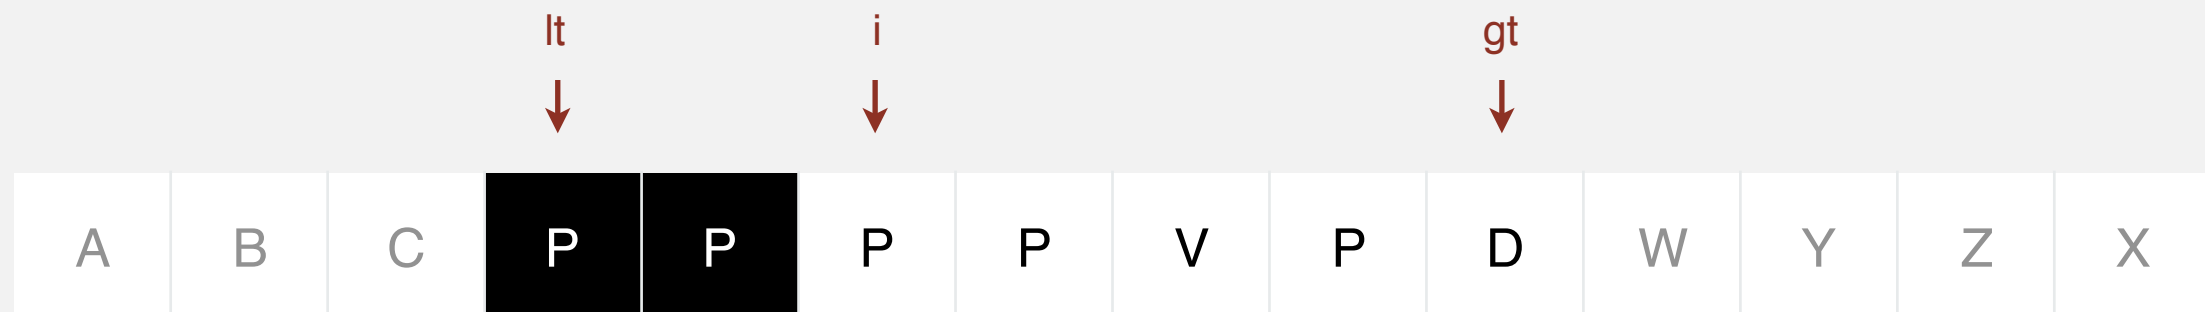 lt i gt
A B C P P P P V P D W Y Z X